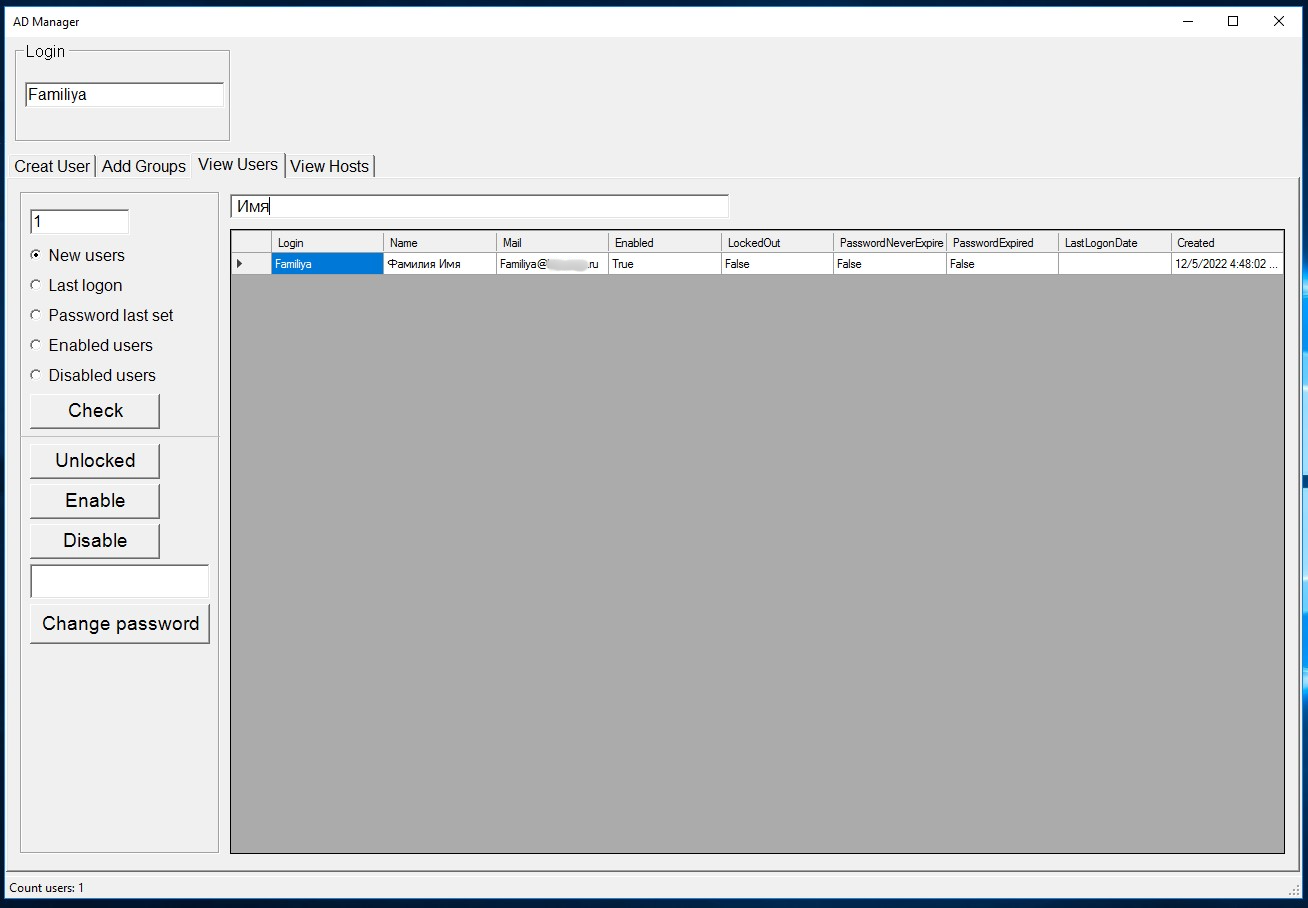 AD Manager
Login
Familiya
Creat User Add Groups View Users View Hosts
1
New users
Last logon
Password last set
Enabled users
Disabled users
Check
Unlocked
Enable
Disable
Change password
Имя
Login Name Mail Enabled LockedOut PasswordNeverExpire PasswordExpired LastLogonDate Created
Familiya Фамилия Имя Familiya@ .ru True False False False 12/5/2022 4:48:02 ...
Count users: 1